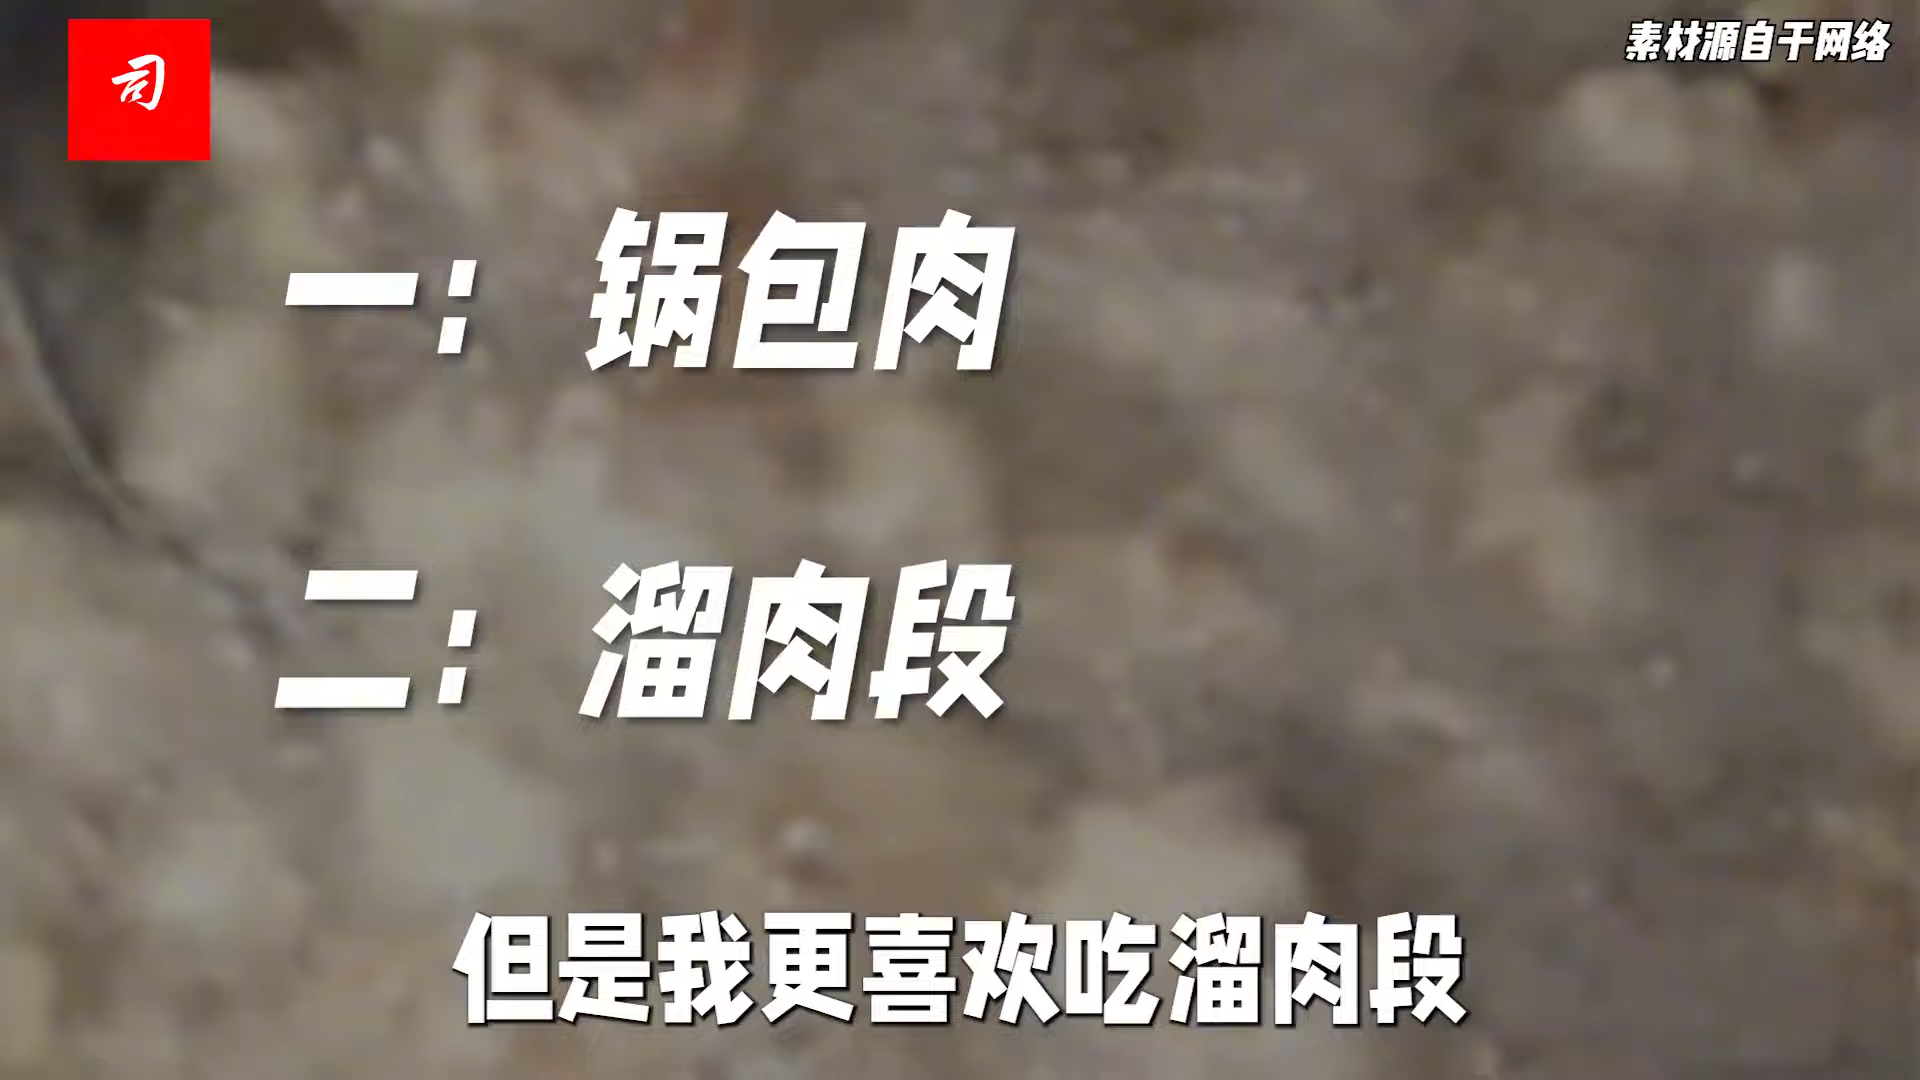 司
素材源自于网络
一：锅包肉
二：溜肉段
但是我更喜欢吃溜肉段